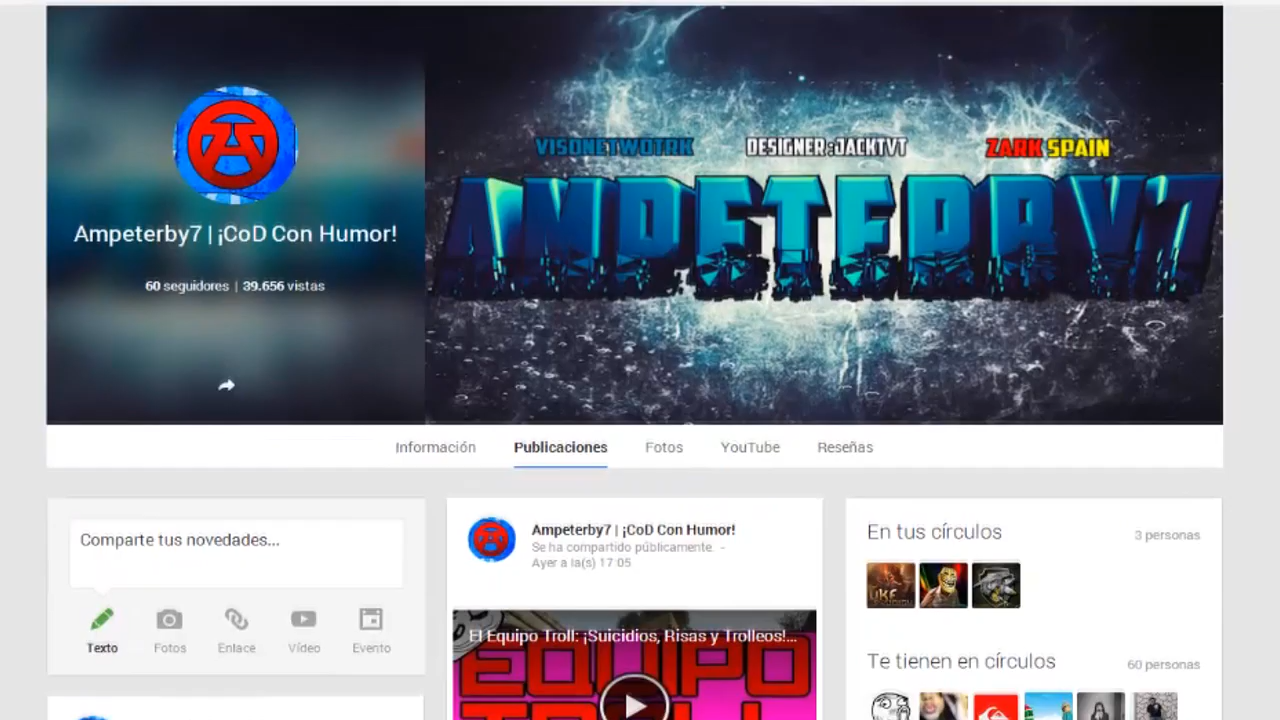 VISONETWOTRK
DESIGNER:JACKTVT
ZARK SPAIN
AMPETERBY7
Ampeterby7 | ¡CoD Con Humor!
60 seguidores | 39.656 vistas
Información
Publicaciones
Fotos
YouTube
Reseñas
Comparte tus novedades...
Texto
Fotos
Enlace
Vídeo
Evento
Ampeterby7 | ¡CoD Con Humor!
Se ha compartido públicamente. -
Ayer a la(s) 17:05
El Equipo Troll: ¡Suicidios, Risas y Trolleos!...
EQUIPO
TROLL
En tus círculos
3 personas
Te tienen en círculos
60 personas